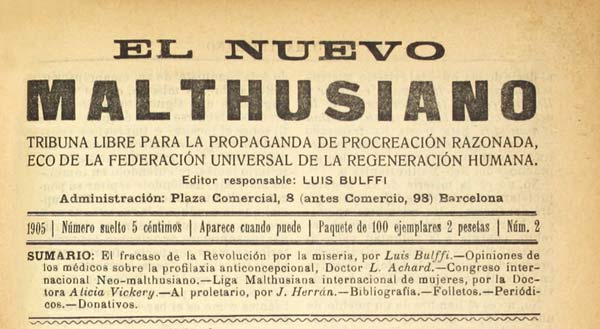 EL NUEVO
MALTHUSIANO
TRIBUNA LIBRE PARA LA PROPAGANDA DE PROCREACIÓN RAZONADA,
ECO DE LA FEDERACIÓN UNIVERSAL DE LA REGENERACIÓN HUMANA.
Editor responsable: LUIS BULFFI
Administración: Plaza Comercial, 8 (antes Comercio, 98) Barcelona
1905 | Número suelto 5 céntimos | Aparece cuando puede | Paquete de 100 ejemplares 2 pesetas | Núm. 2
SUMARIO: El fracaso de la Revolución por la miseria, por Luis Bulffi.—Opiniones
de los médicos sobre la profilaxia anticoncepcional, Doctor L. Achard.—Congreso inter-
nacional Neo-malthusiano.—Liga Malthusiana internacional de mujeres, por la Doc-
tora Alicia Vickery.—Al proletario, por J. Herrán.—Bibliografía.—Folletos.—Periódi-
cos.—Donativos.